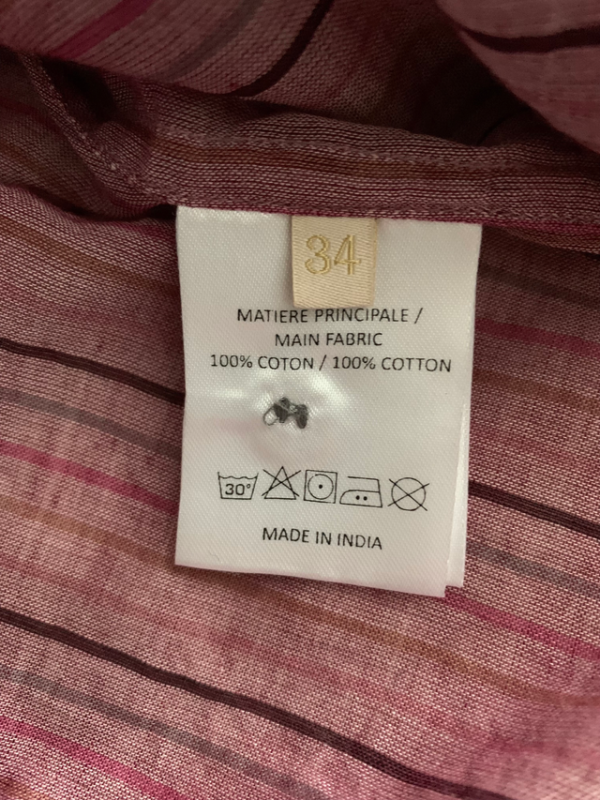 34
MATIERE PRINCIPALE /
MAIN FABRIC
100% COTON / 100% COTTON
30°
MADE IN INDIA